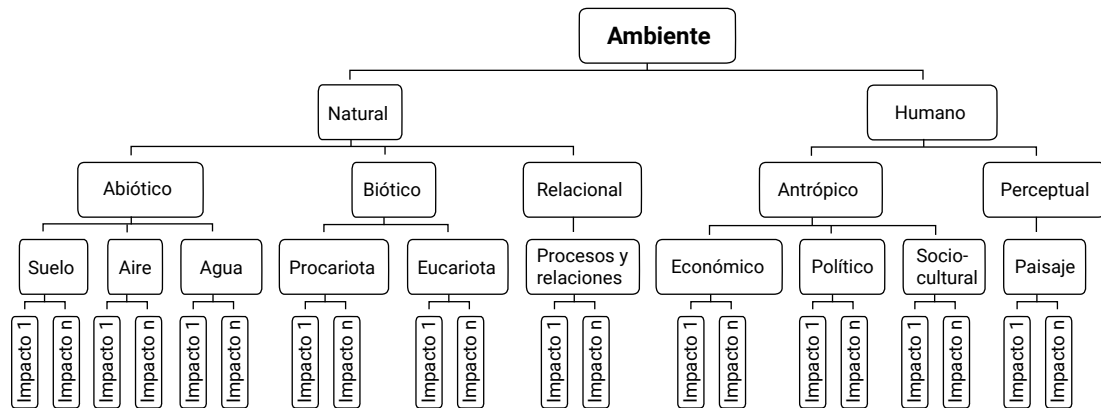 Ambiente
Natural
Humano
Abiótico
Biótico
Relacional
Antrópico
Perceptual
Suelo
Aire
Agua
Procariota
Eucariota
Procesos y
relaciones
Económico
Político
Socio-
cultural
Paisaje
Impacto 1
Impacto n
Impacto 1
Impacto n
Impacto 1
Impacto n
Impacto 1
Impacto n
Impacto 1
Impacto n
Impacto 1
Impacto n
Impacto 1
Impacto n
Impacto 1
Impacto n
Impacto 1
Impacto n
Impacto 1
Impacto n